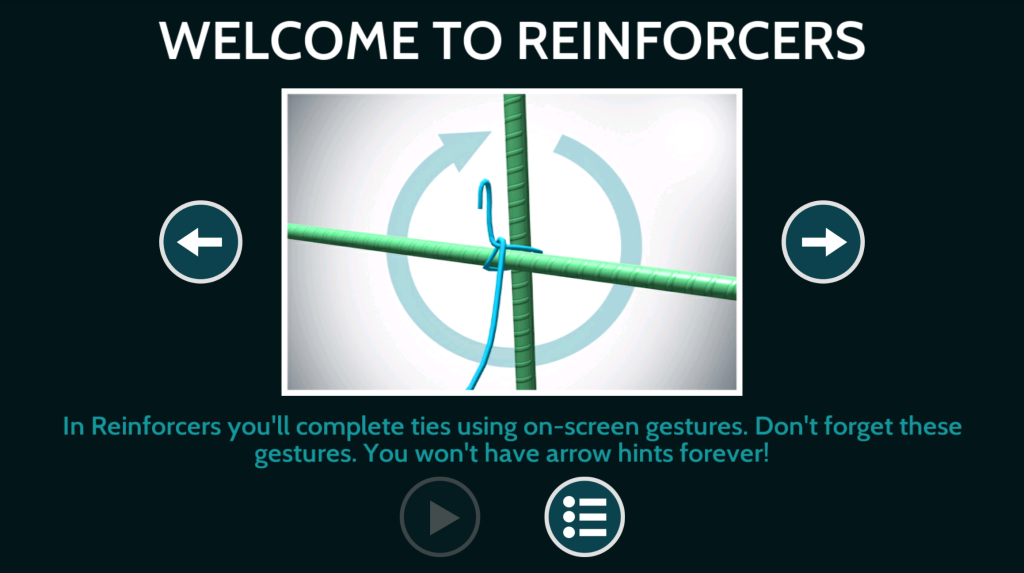 WELCOME TO REINFORCERS
In Reinforcers you'll complete ties using on-screen gestures. Don't forget these
gestures. You won't have arrow hints forever!